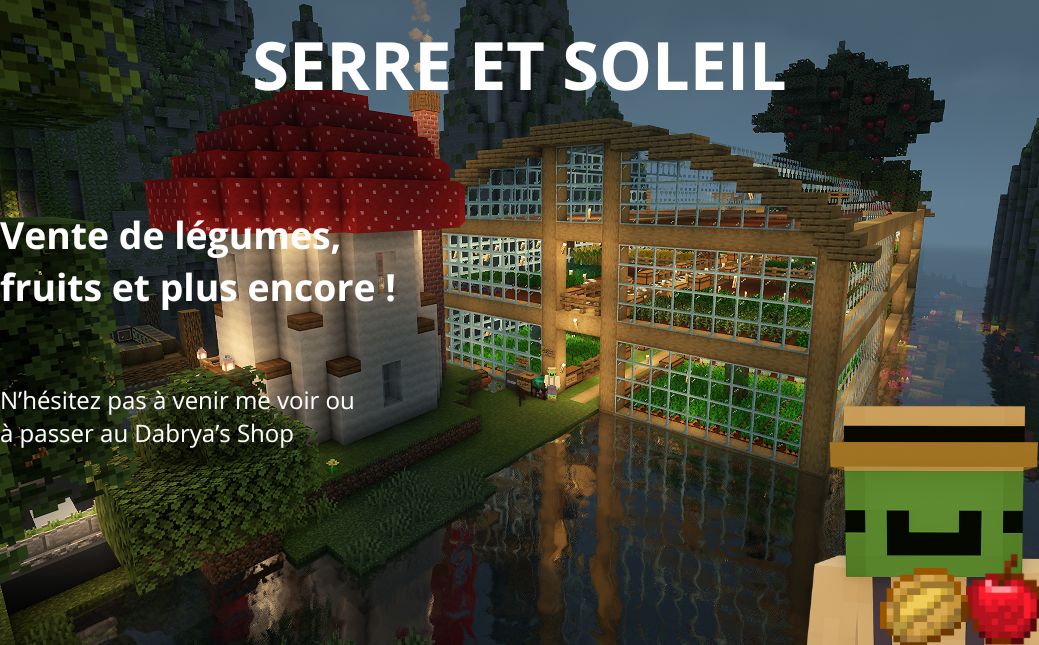 SERRE ET SOLEIL
Vente de légumes,
fruits et plus encore !
N’hésitez pas à venir me voir ou
à passer au Dabrya’s Shop